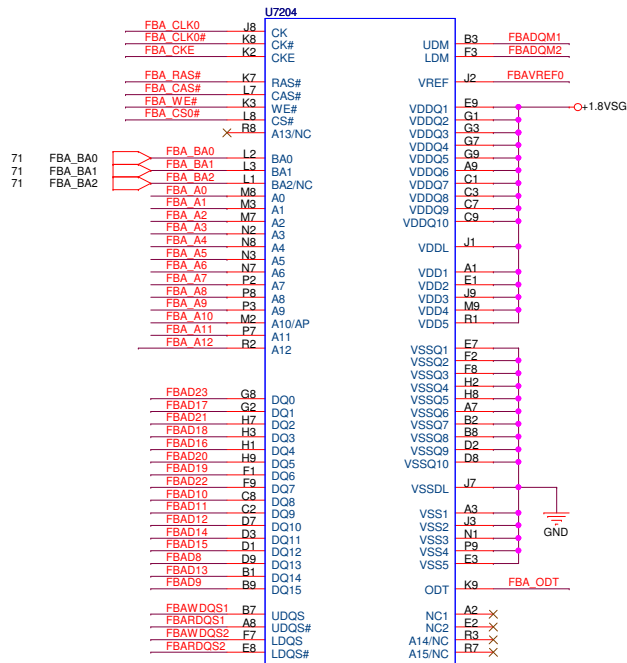 U7204
FBA_CLK0 J8 CK
FBA_CLK0# K8 CK#
FBA_CKE K2 CKE
FBA_RAS# K7 RAS#
FBA_CAS# L7 CAS#
FBA_WE# K3 WE#
FBA_CS0# L8 CS#
R8 A13/NC
71 FBA_BA0 FBA_BA0 L2 BA0
71 FBA_BA1 FBA_BA1 L3 BA1
71 FBA_BA2 FBA_BA2 L1 BA2/NC
FBA_A0 M8 A0
FBA_A1 M3 A1
FBA_A2 M7 A2
FBA_A3 N2 A3
FBA_A4 N8 A4
FBA_A5 N3 A5
FBA_A6 N7 A6
FBA_A7 P2 A7
FBA_A8 P8 A8
FBA_A9 P3 A9
FBA_A10 M2 A10/AP
FBA_A11 P7 A11
FBA_A12 R2 A12
FBAD23 G8 DQ0
FBAD17 G2 DQ1
FBAD21 H7 DQ2
FBAD18 H3 DQ3
FBAD16 H1 DQ4
FBAD20 H9 DQ5
FBAD19 F1 DQ6
FBAD22 F9 DQ7
FBAD10 C8 DQ8
FBAD11 C2 DQ9
FBAD12 D7 DQ10
FBAD14 D3 DQ11
FBAD15 D1 DQ12
FBAD8 D9 DQ13
FBAD13 B1 DQ14
FBAD9 B9 DQ15
FBAWDQS1 B7 UDQS
FBARDQS1 A8 UDQS#
FBAWDQS2 F7 LDQS
FBARDQS2 E8 LDQS#
UDM B3 FBADQM1
LDM F3 FBADQM2
VREF J2 FBAVREF0
VDDQ1 E9 +1.8VSG
VDDQ2 G1
VDDQ3 G3
VDDQ4 G7
VDDQ5 G9
VDDQ6 A9
VDDQ7 C1
VDDQ8 C3
VDDQ9 C7
VDDQ10 C9
VDDL J1
VDD1 A1
VDD2 E1
VDD3 J9
VDD4 M9
VDD5 R1
VSSQ1 E7
VSSQ2 F2
VSSQ3 F8
VSSQ4 H2
VSSQ5 H8
VSSQ6 A7
VSSQ7 B2
VSSQ8 B8
VSSQ9 D2
VSSQ10 D8
VSSDL J7
VSS1 A3
VSS2 J3
VSS3 N1
VSS4 P9
VSS5 E3
GND
ODT K9 FBA_ODT
NC1 A2
NC2 E2
A14/NC R3
A15/NC R7